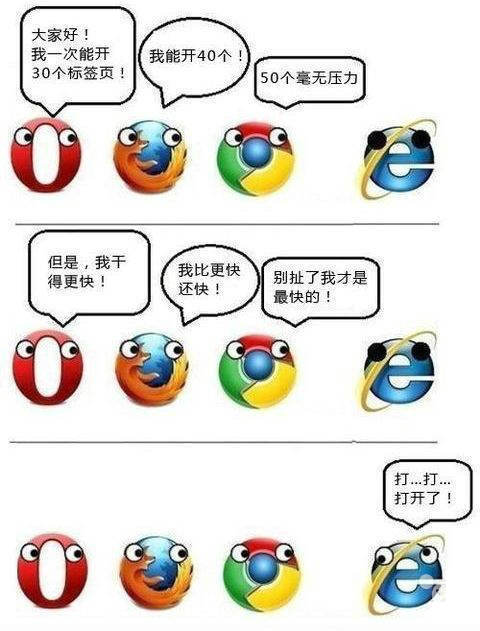 大家好！
我一次能开
30个标签页！
我能开40个！
50个毫无压力
但是，我干
得更快！
我比更快
还快！
别扯了我才是
最快的！
打...打...
打开了！